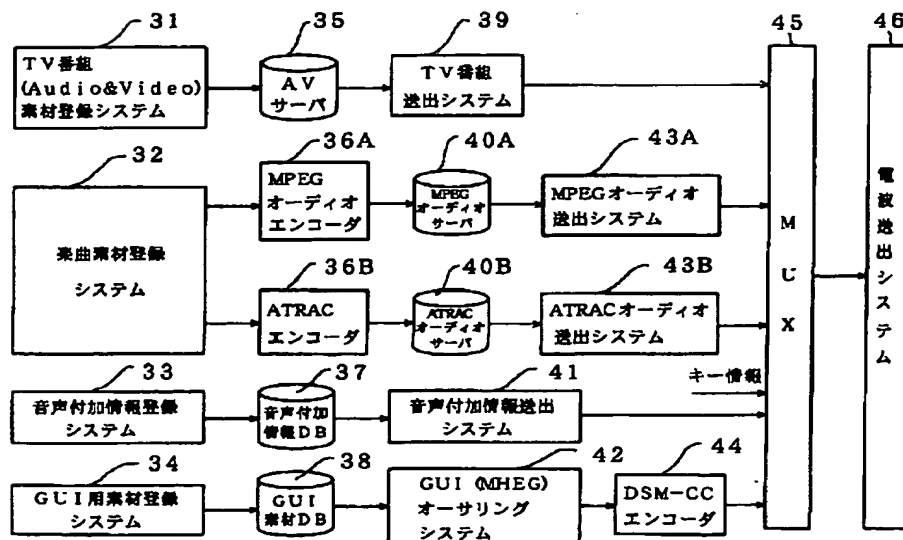 31
TV番組
(Audio&Video)
素材登録システム
35
AV
サーバ
39
TV番組
送出システム
45
MUX
46
電波送出システム
32
楽曲素材登録
システム
36A
MPEG
オーディオ
エンコーダ
40A
MPEG
オーディオ
サーバ
43A
MPEGオーディオ
送出システム
36B
ATRAC
エンコーダ
40B
ATRAC
オーディオ
サーバ
43B
ATRACオーディオ
送出システム
キー情報
33
音声付加情報登録
システム
37
音声付加
情報DB
41
音声付加情報送出
システム
34
GUI用素材登録
システム
38
GUI
素材DB
42
GUI(MHEG)
オーサリング
システム
44
DSM-CC
エンコーダ